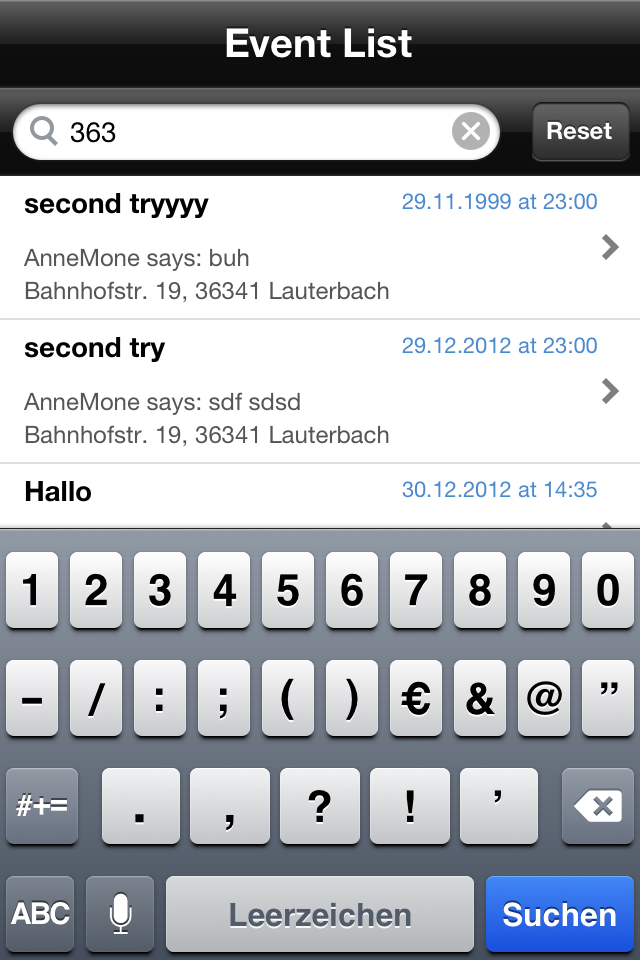 Event List
363
Reset
second tryyyy
29.11.1999 at 23:00
AnneMone says: buh
Bahnhofstr. 19, 36341 Lauterbach
second try
29.12.2012 at 23:00
AnneMone says: sdf sdsd
Bahnhofstr. 19, 36341 Lauterbach
Hallo
30.12.2012 at 14:35
1 2 3 4 5 6 7 8 9 0
- / : ; ( ) € & @ ”
#+= . , ? ! ’
ABC Leerzeichen Suchen